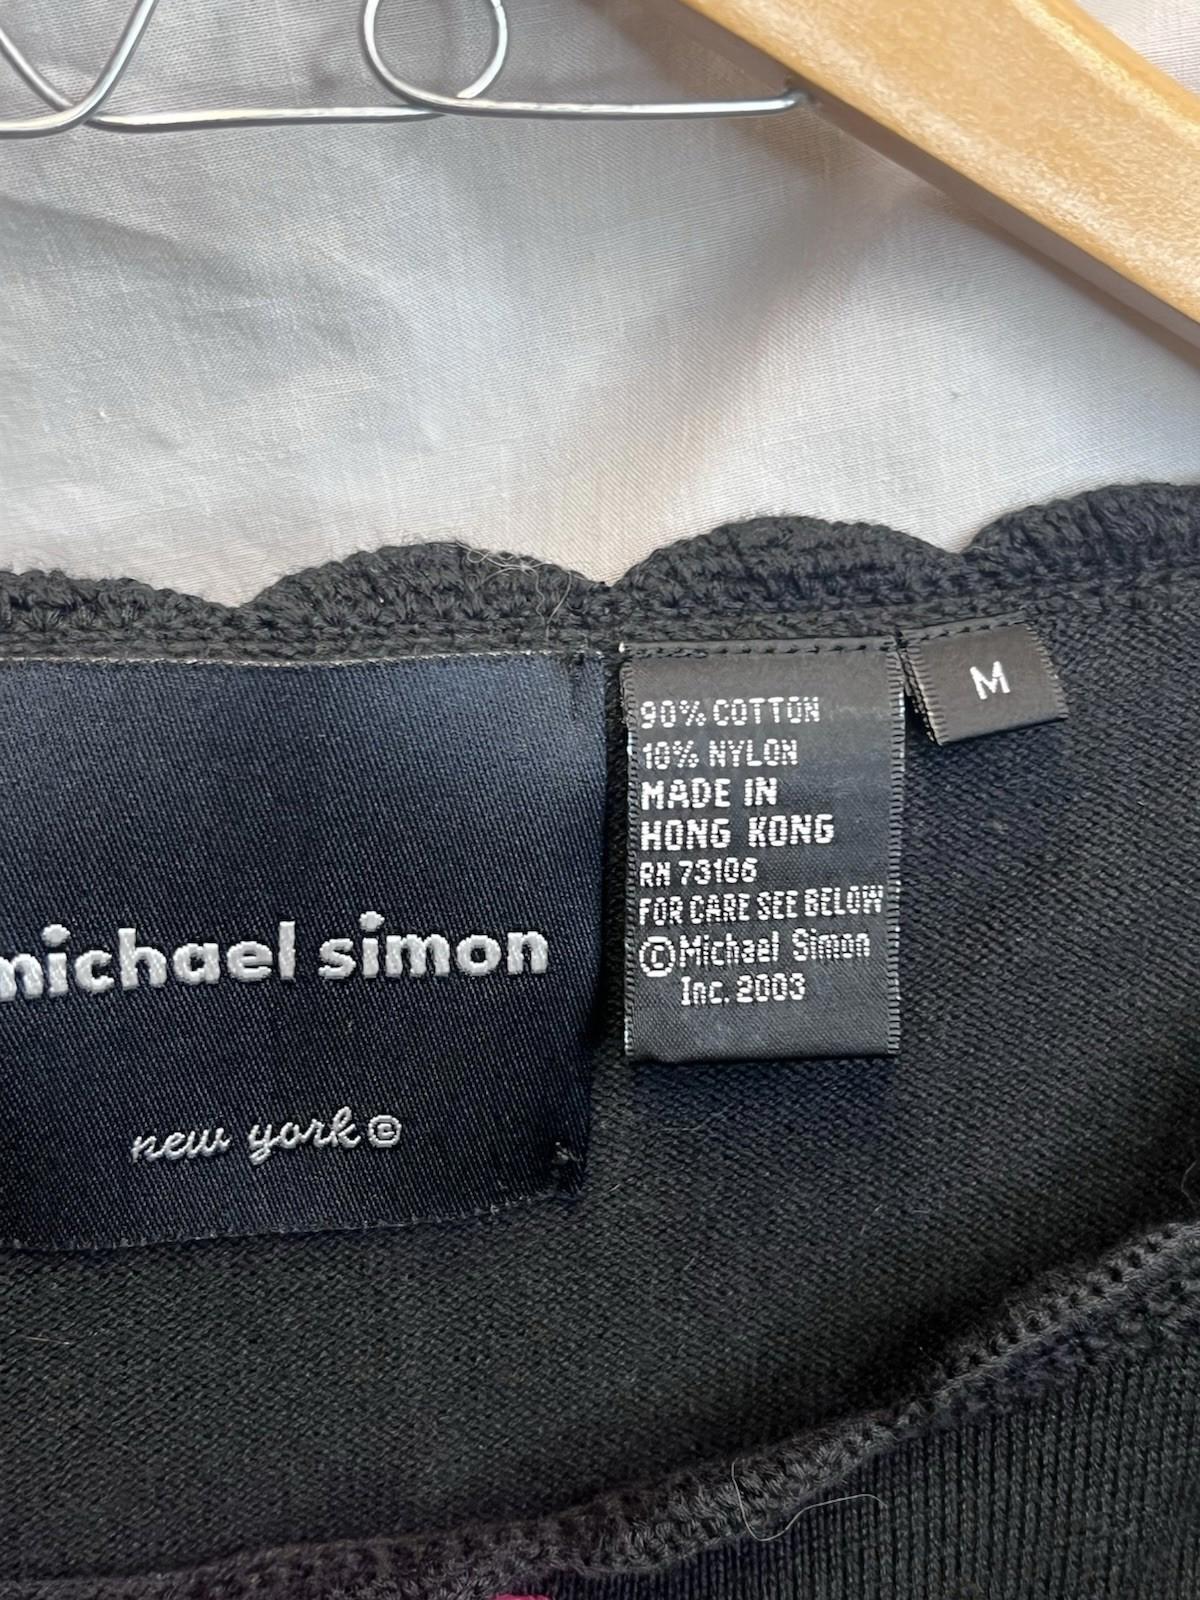 michael simon
new york ©
90% COTTON
10% NYLON
MADE IN
HONG KONG
RN 73106
FOR CARE SEE BELOW
© Michael Simon
Inc. 2003
M